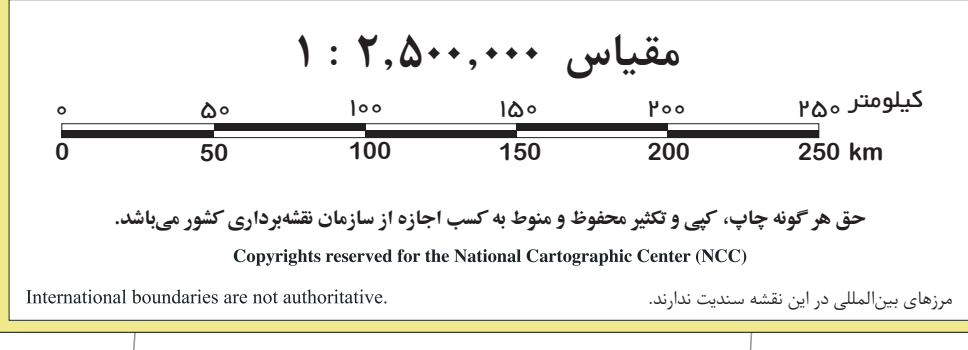 مقیاس ۲,۵۰۰,۰۰۰ : ۱
۰ ۵۰ ۱۰۰ ۱۵۰ ۲۰۰ ۲۵۰ کیلومتر
0 50 100 150 200 250 km
حق هر گونه چاپ، کپی و تکثیر محفوظ و منوط به کسب اجازه از سازمان نقشه‌برداری کشور می‌باشد.
Copyrights reserved for the National Cartographic Center (NCC)
International boundaries are not authoritative.
مرزهای بین‌المللی در این نقشه سندیت ندارند.